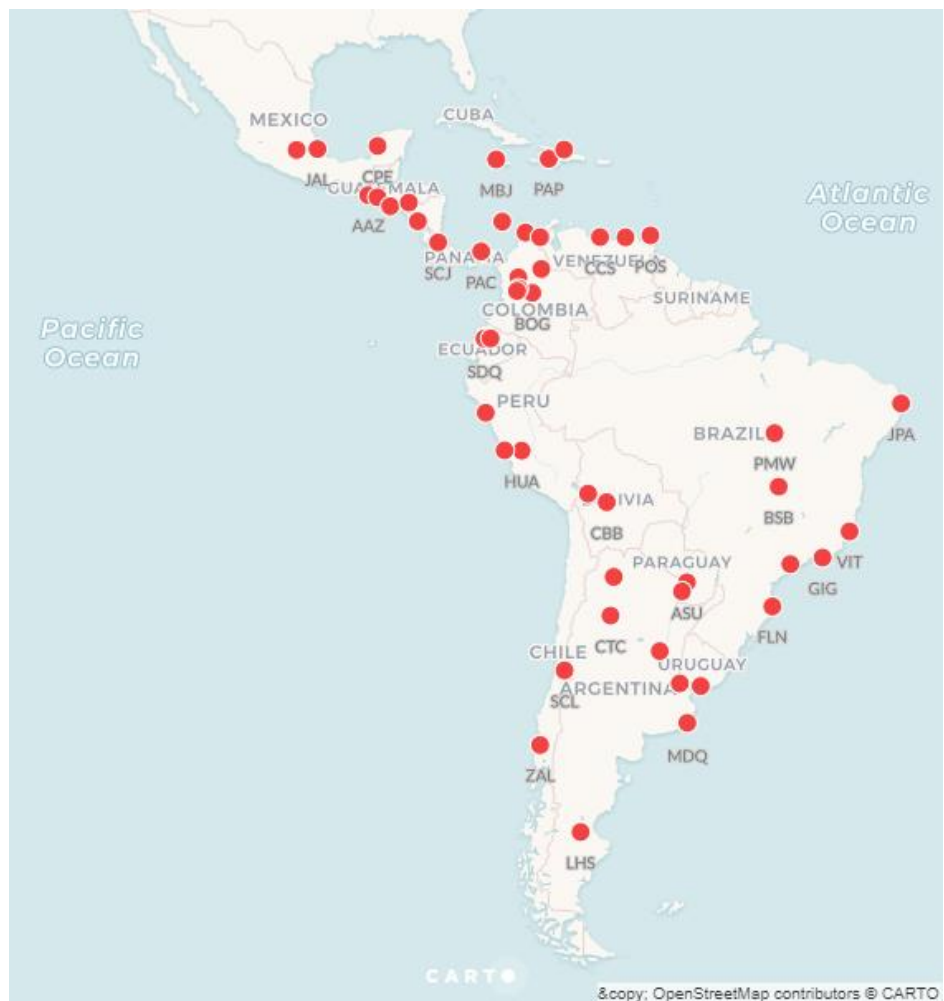 CUBA
MEXICO
JAL
CPE
GUATEMALA
MBJ
PAP
Atlantic
Ocean
AAZ
PANAMA
SCJ
PAC
VENEZUELA
CCS
POS
SURINAME
COLOMBIA
BOG
Pacific
Ocean
ECUADOR
SDQ
PERU
JPA
BRAZIL
PMW
HUA
BOLIVIA
BSB
CBB
VIT
PARAGUAY
GIG
ASU
FLN
CTC
CHILE
URUGUAY
SCL
ARGENTINA
MDQ
ZAL
LHS
CARTO
&copy; OpenStreetMap contributors © CARTO